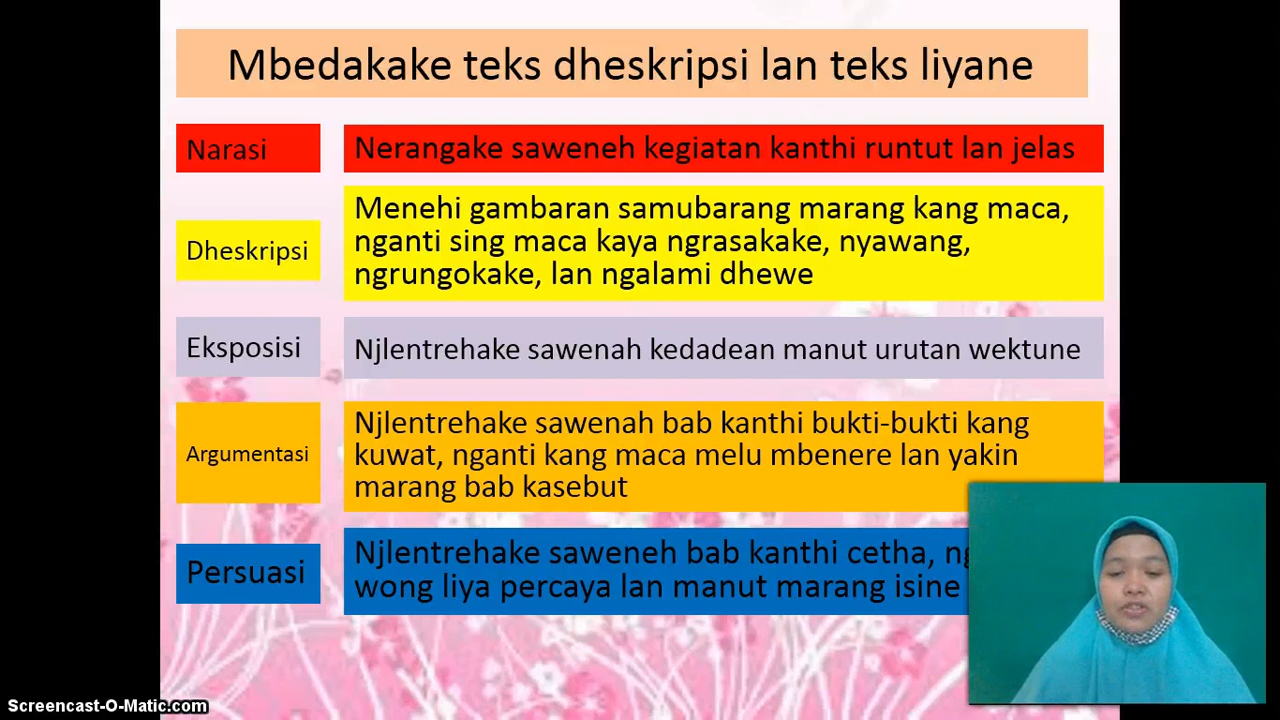 Mbedakake teks dheskripsi lan teks liyane
Narasi
Nerangake saweneh kegiatan kanthi runtut lan jelas
Dheskripsi
Menehi gambaran samubarang marang kang maca,
nganti sing maca kaya ngrasakake, nyawang,
ngrungokake, lan ngalami dhewe
Eksposisi
Njlentrehake sawenah kedadean manut urutan wektune
Argumentasi
Njlentrehake sawenah bab kanthi bukti-bukti kang
kuwat, nganti kang maca melu mbenere lan yakin
marang bab kasebut
Persuasi
Njlentrehake saweneh bab kanthi cetha,
wong liya percaya lan manut marang isine
Screencast-O-Matic.com